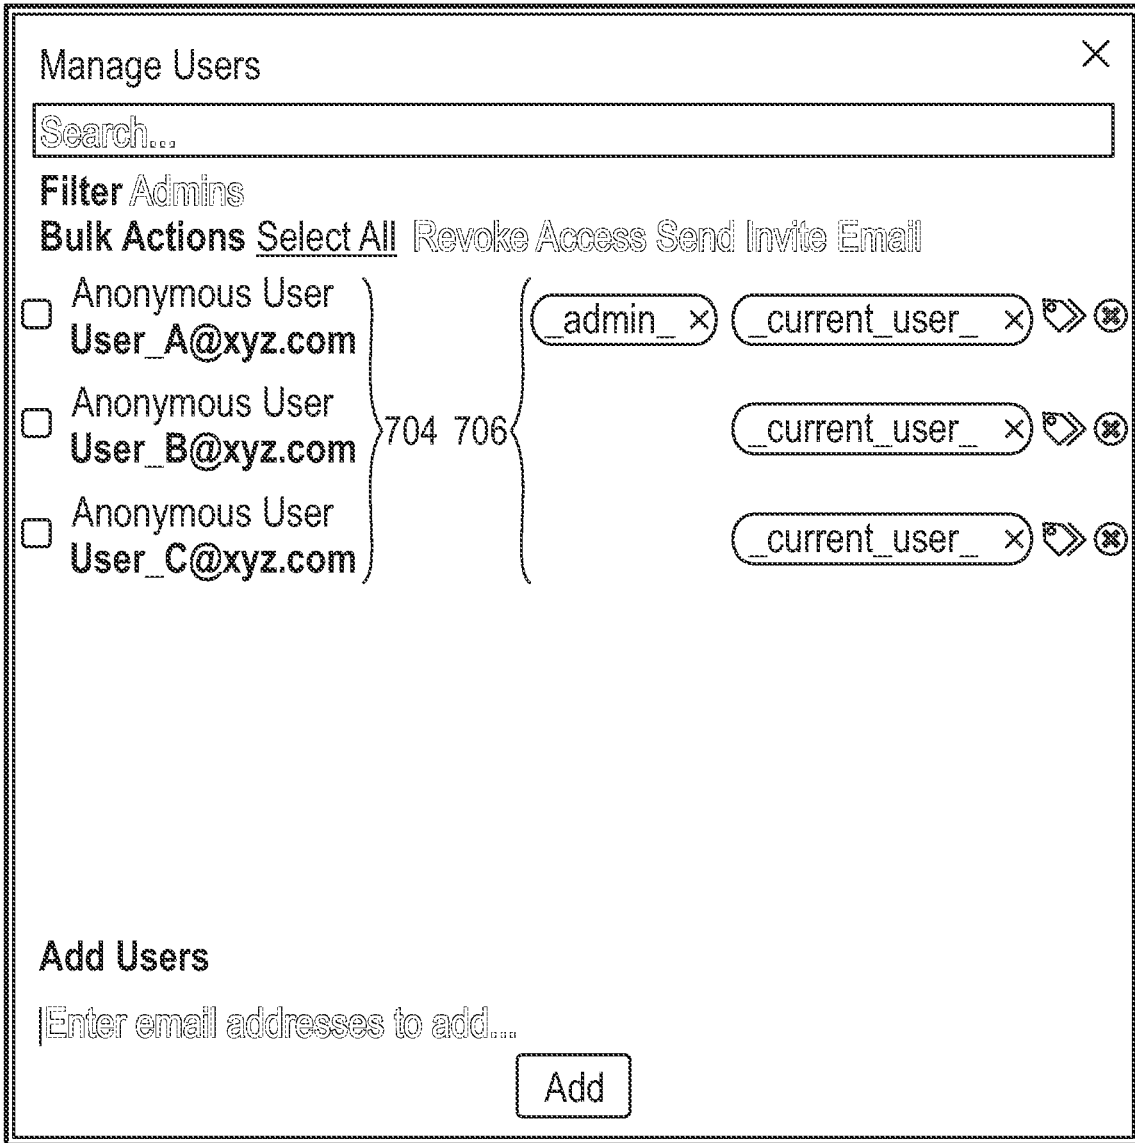 Manage Users ×
Search...
Filter Admins
Bulk Actions Select All Revoke Access Send Invite Email
Anonymous User
User_A@xyz.com
_admin_ × _current_user_ ×
Anonymous User
User_B@xyz.com
704 706
_current_user_ ×
Anonymous User
User_C@xyz.com
_current_user_ ×
Add Users
Enter email addresses to add...
Add